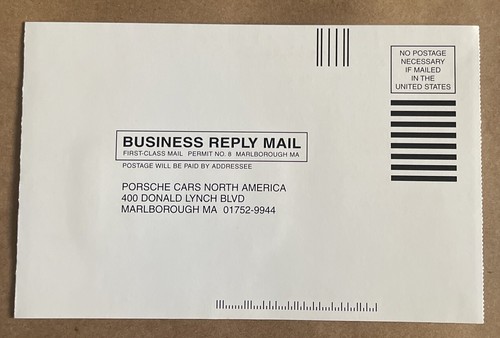 NO POSTAGE
NECESSARY
IF MAILED
IN THE
UNITED STATES
BUSINESS REPLY MAIL
FIRST-CLASS MAIL PERMIT NO. 8 MARLBOROUGH MA
POSTAGE WILL BE PAID BY ADDRESSEE
PORSCHE CARS NORTH AMERICA
400 DONALD LYNCH BLVD
MARLBOROUGH MA 01752-9944